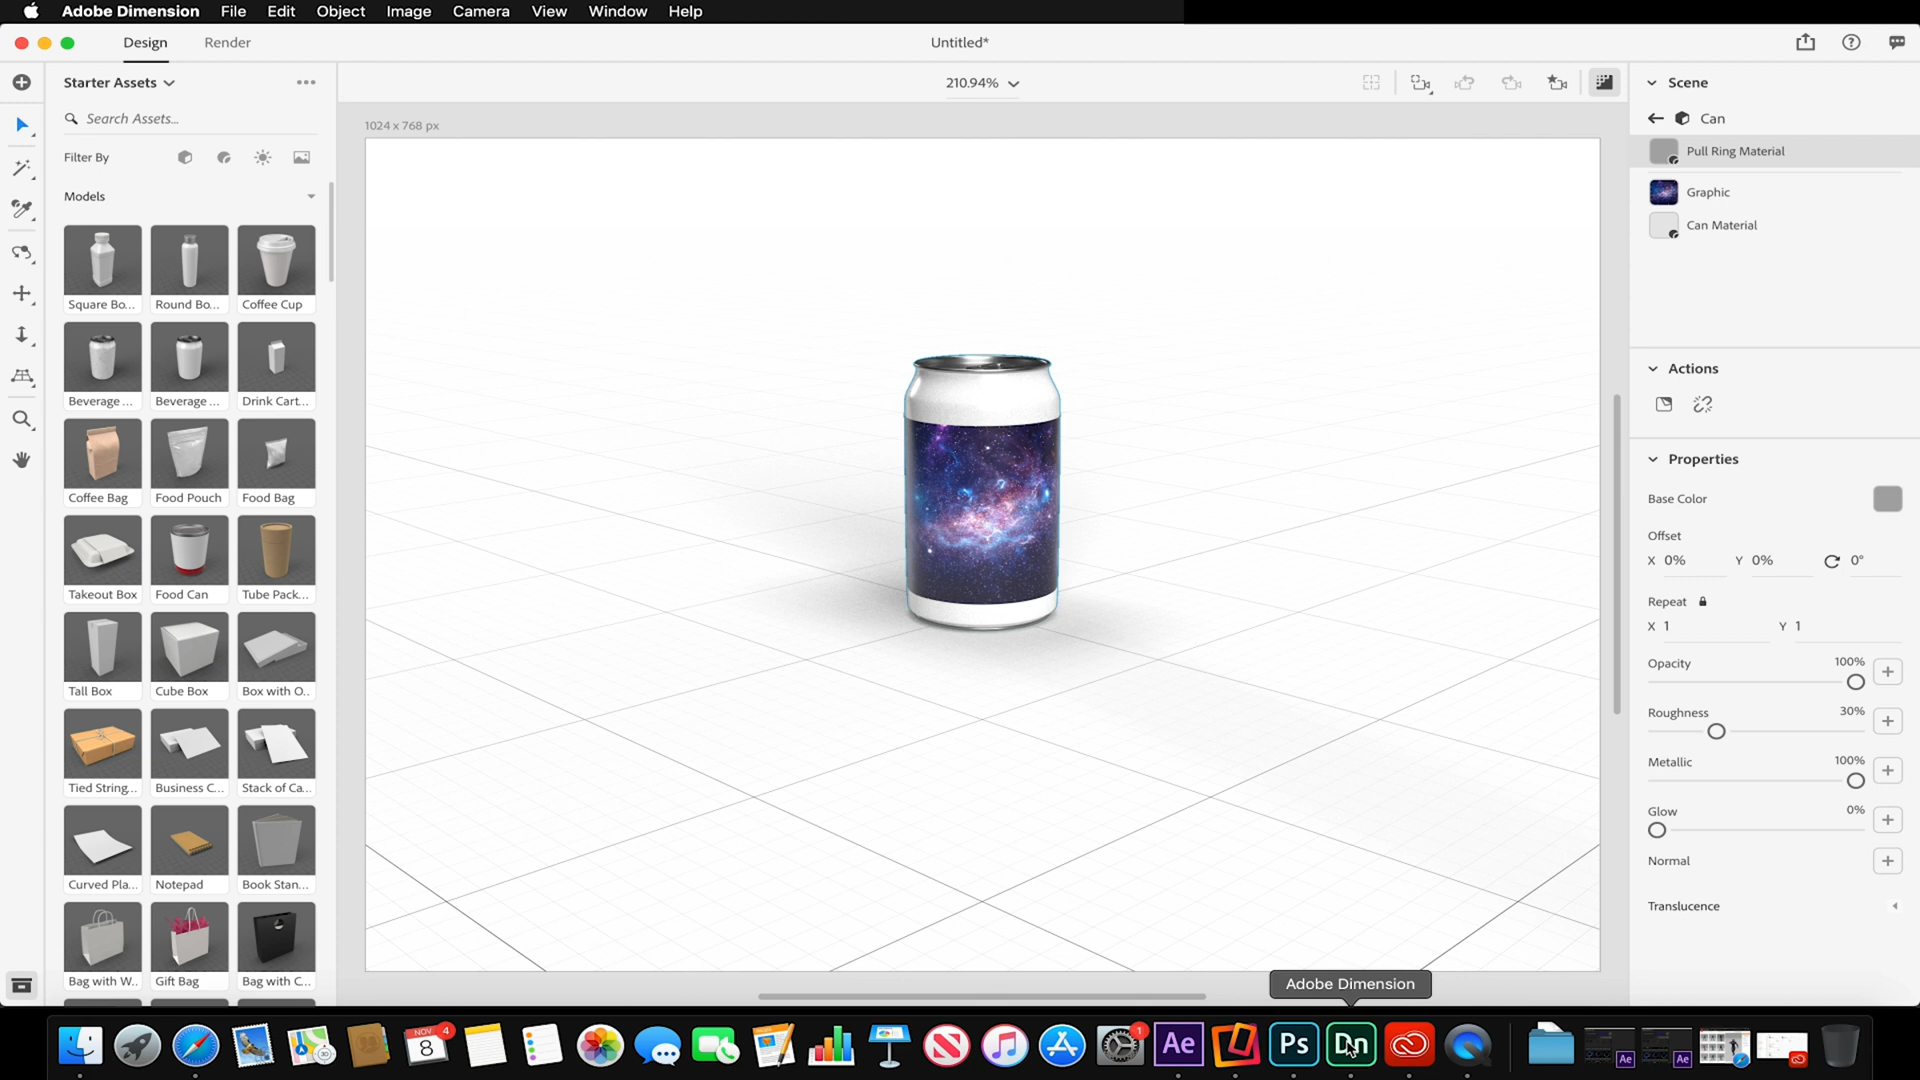 Adobe Dimension File Edit Object Image Camera View Window Help
Design Render Untitled*
Starter Assets 210.94%
Search Assets...
Filter By
Models
Square Bo... Round Bo... Coffee Cup
Beverage ... Beverage ... Drink Cart...
Coffee Bag Food Pouch Food Bag
Takeout Box Food Can Tube Pack...
Tall Box Cube Box Box with O..
Tied String... Business C... Stack of Ca...
Curved Pla... Notepad Book Stan...
Bag with W.. Gift Bag Bag with C...
1024 x 768 px
Scene
Can
Pull Ring Material
Graphic
Can Material
Actions
Properties
Base Color
Offset
X 0% Y 0% 0°
Repeat
X 1 Y 1
Opacity 100%
Roughness 30%
Metallic 100%
Glow 0%
Normal
Translucence
Adobe Dimension
NOV 4
8
1
Ae Ps Dn
Ae Ae